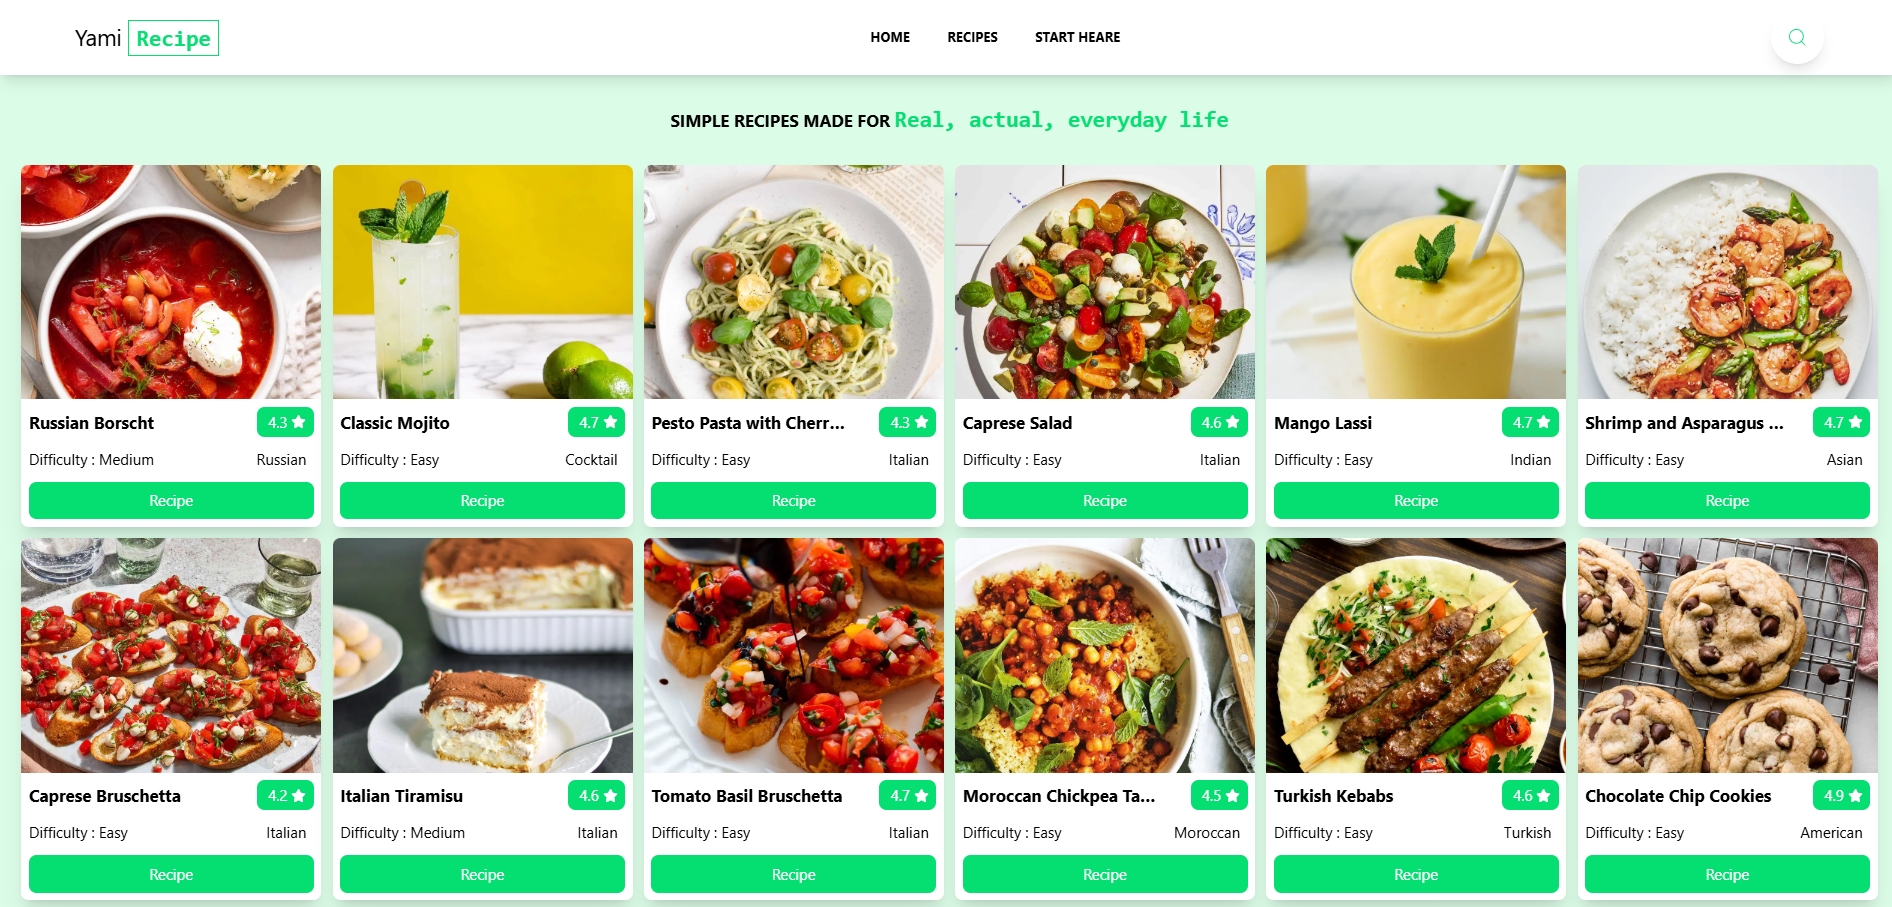 Yami Recipe
HOME RECIPES START HEARE
SIMPLE RECIPES MADE FOR Real, actual, everyday life
Russian Borscht 4.3
Difficulty : Medium Russian
Recipe
Classic Mojito 4.7
Difficulty : Easy Cocktail
Recipe
Pesto Pasta with Cherr... 4.3
Difficulty : Easy Italian
Recipe
Caprese Salad 4.6
Difficulty : Easy Italian
Recipe
Mango Lassi 4.7
Difficulty : Easy Indian
Recipe
Shrimp and Asparagus ... 4.7
Difficulty : Easy Asian
Recipe
Caprese Bruschetta 4.2
Difficulty : Easy Italian
Recipe
Italian Tiramisu 4.6
Difficulty : Medium Italian
Recipe
Tomato Basil Bruschetta 4.7
Difficulty : Easy Italian
Recipe
Moroccan Chickpea Ta... 4.5
Difficulty : Easy Moroccan
Recipe
Turkish Kebabs 4.6
Difficulty : Easy Turkish
Recipe
Chocolate Chip Cookies 4.9
Difficulty : Easy American
Recipe